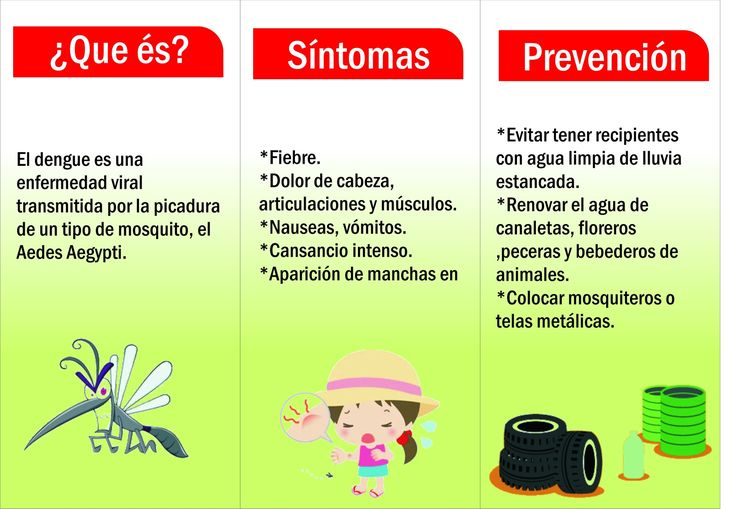 ¿Que és?
El dengue es una
enfermedad viral
transmitida por la picadura
de un tipo de mosquito, el
Aedes Aegypti.
Síntomas
*Fiebre.
*Dolor de cabeza,
articulaciones y músculos.
*Nauseas, vómitos.
*Cansancio intenso.
*Aparición de manchas en
Prevención
*Evitar tener recipientes
con agua limpia de lluvia
estancada.
*Renovar el agua de
canaletas, floreros
,peceras y bebederos de
animales.
*Colocar mosquiteros o
telas metálicas.